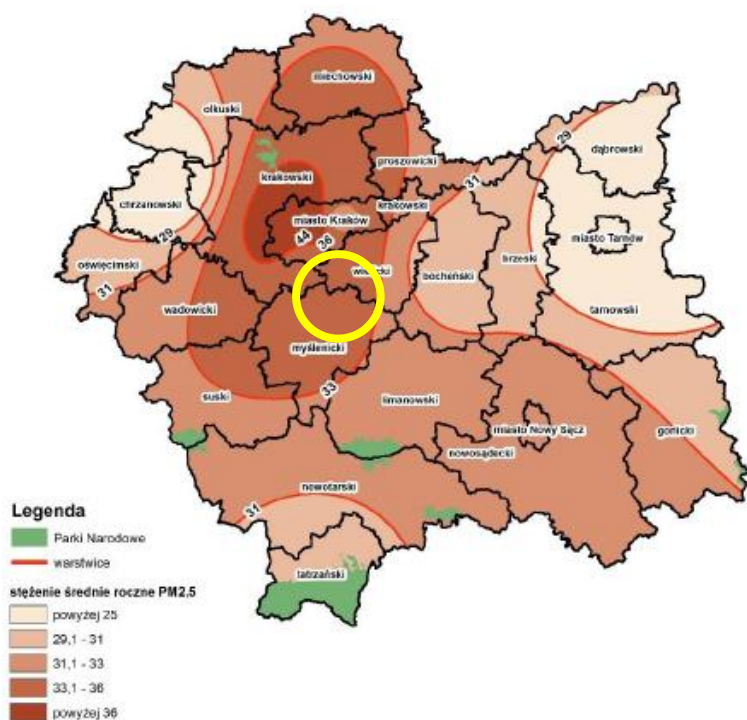 miechowski
olkuski
29
dąbrowski
proszowicki
31
krakowski
krakowski
chrzanowski
miasto Kraków
44
36
miasto Tarnów
29
oświęcimski
wielicki
bocheński
brzeski
31
wadowicki
tarnowski
myślenicki
33
suski
limanowski
miasto Nowy Sącz
gorlicki
nowosądecki
nowotarski
31
tatrzański
Legenda
Parki Narodowe
warstwice
stężenie średnie roczne PM2,5
powyżej 25
29,1 - 31
31,1 - 33
33,1 - 36
powyżej 36